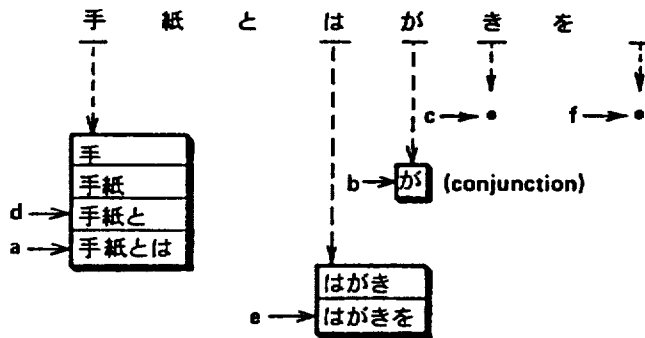 手 紙 と は が き を
c f
手
手紙
b が (conjunction)
d 手紙と
a 手紙とは
はがき
e はがきを